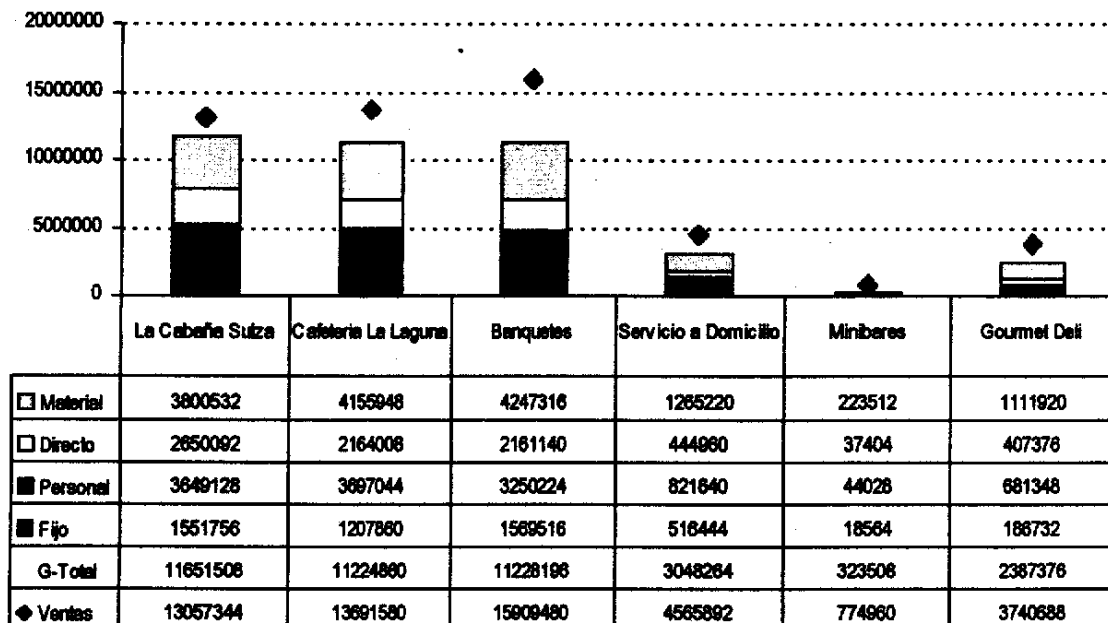 20000000
15000000
10000000
5000000
0
La Cabaña Suiza Cafeteria La Laguna Banquetes Servicio a Domicilio Minibares Gourmet Deli
Material 3800532 4155948 4247316 1265220 223512 1111920
Directo 2650092 2164008 2161140 444960 37404 407376
Personal 3649128 3697044 3250224 821640 44028 681348
Fijo 1551756 1207860 1569516 516444 18564 186732
G-Total 11651508 11224860 11228196 3048264 323508 2387376
Ventas 13057344 13691580 15909480 4565892 774960 3740688